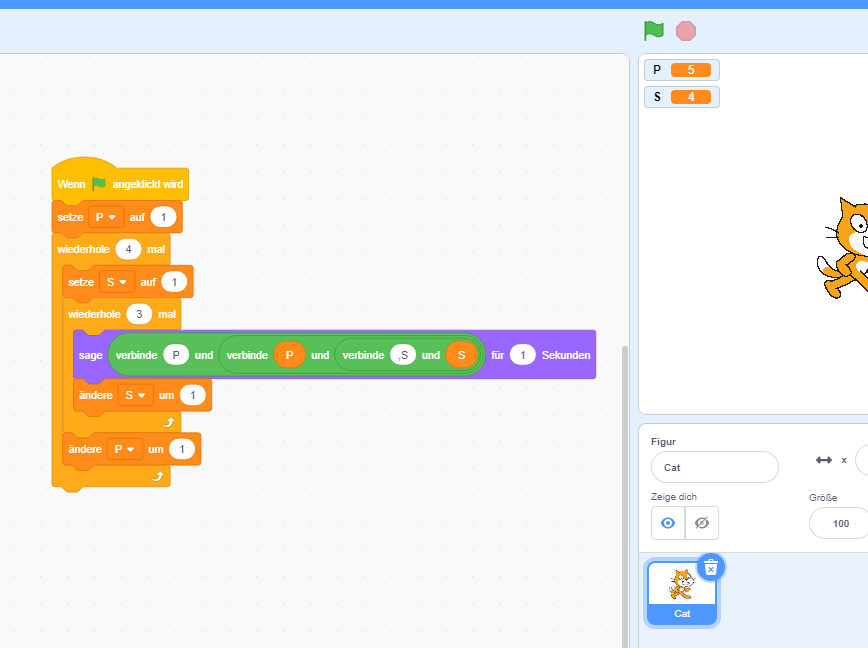 Wenn angeklickt wird
setze P auf 1
wiederhole 4 mal
setze S auf 1
wiederhole 3 mal
sage verbinde P und verbinde P und verbinde ,S und S für 1 Sekunden
ändere S um 1
ändere P um 1
P 5
S 4
Figur
Cat
x
Zeige dich
Größe
100
Cat